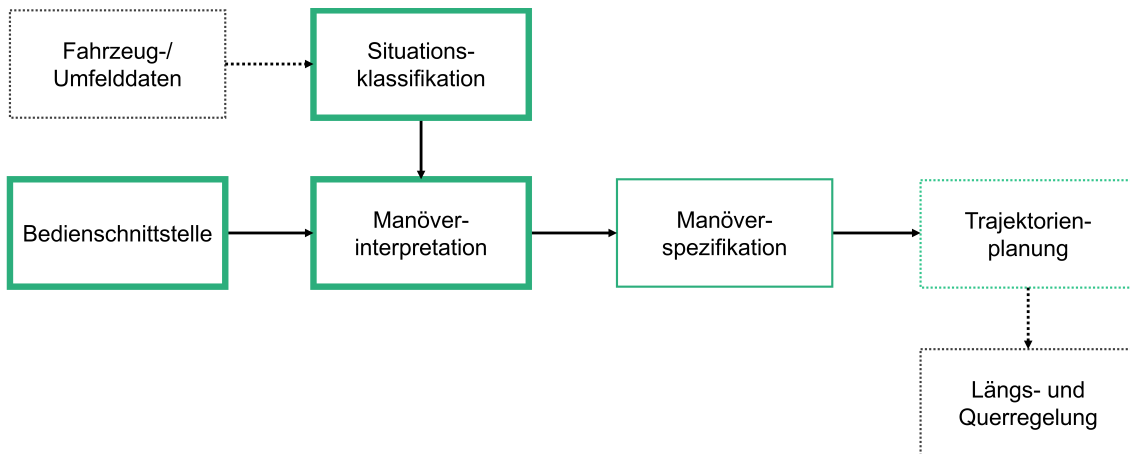 Fahrzeug-/
Umfelddaten
Situations-
klassifikation
Bedienschnittstelle
Manöver-
interpretation
Manöver-
spezifikation
Trajektorien-
planung
Längs- und
Querregelung